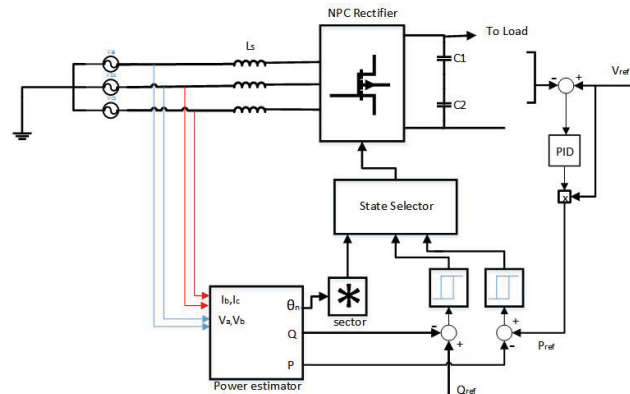 NPC Rectifier
Ls
To Load
C1
C2
Vref
PID
x
State Selector
Ib,Ic
Va,Vb
θn
Q
P
sector
Power estimator
Pref
Qref
- +
- +
+ -